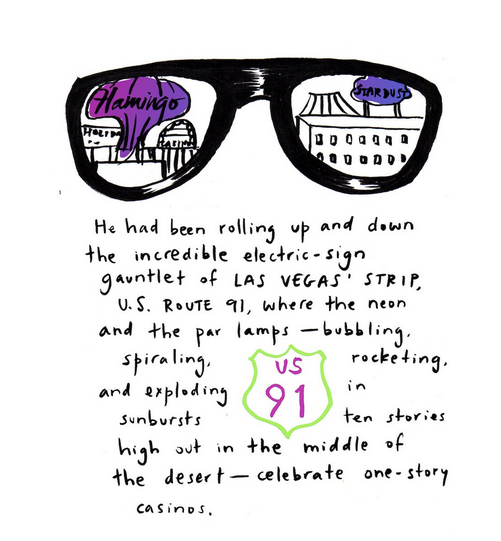 Flamingo
HOLIDAY
CASINO
STARDUST
He had been rolling up and down
the incredible electric-sign
gauntlet of LAS VEGAS' STRIP,
U.S. ROUTE 91, where the neon
and the par lamps — bubbling,
spiraling, rocketing,
US
91
and exploding in
sunbursts ten stories
high out in the middle of
the desert — celebrate one-story
casinos.